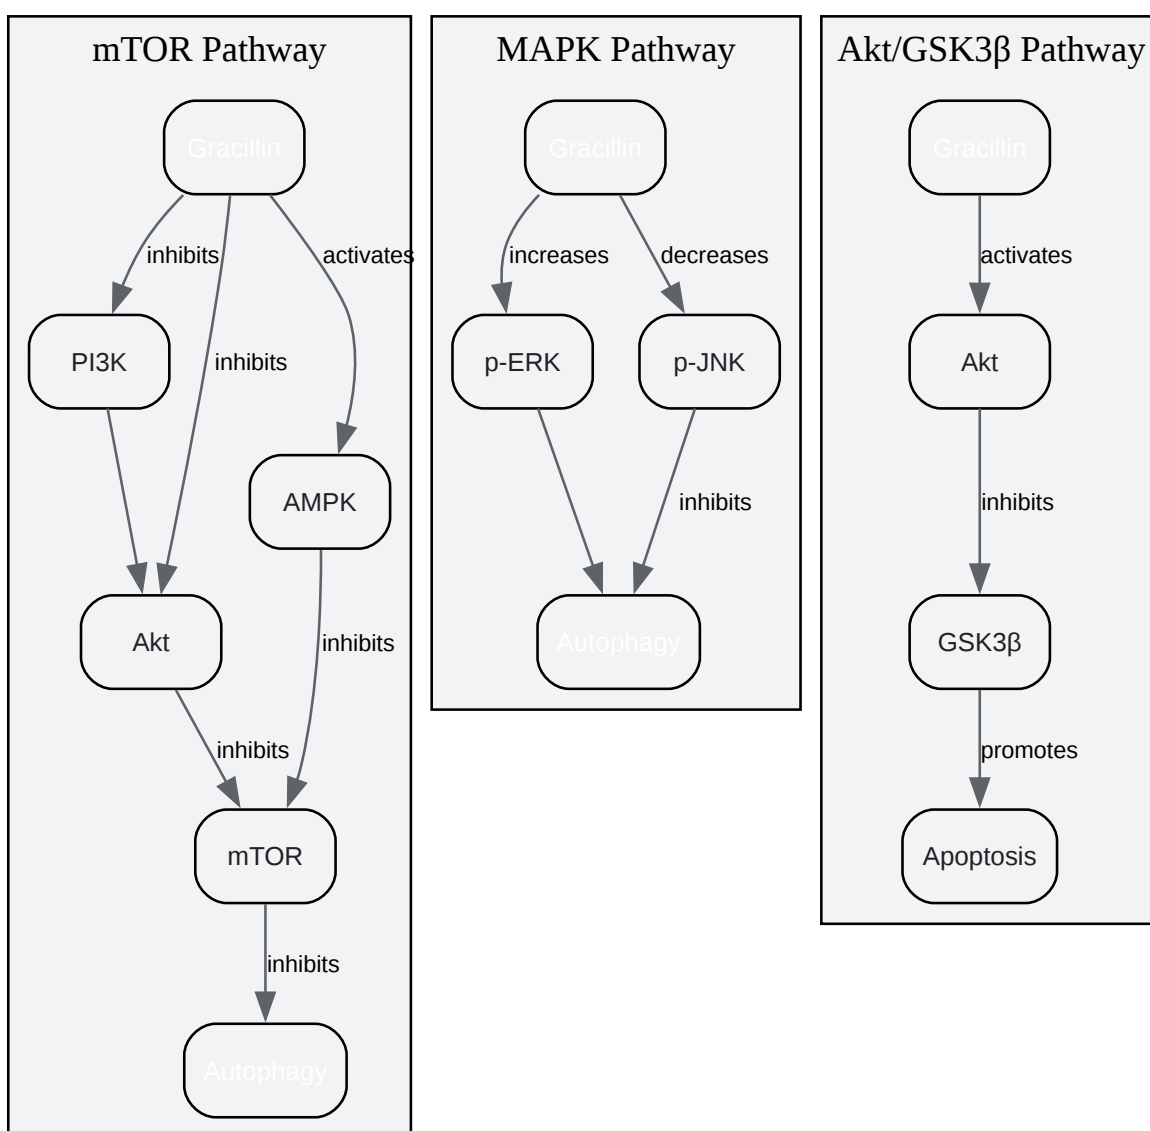 mTOR Pathway
Gracillin
inhibits
activates
PI3K
inhibits
AMPK
Akt
inhibits
inhibits
mTOR
inhibits
Autophagy
MAPK Pathway
Gracillin
increases
decreases
p-ERK
p-JNK
inhibits
Autophagy
Akt/GSK3β Pathway
Gracillin
activates
Akt
inhibits
GSK3β
promotes
Apoptosis